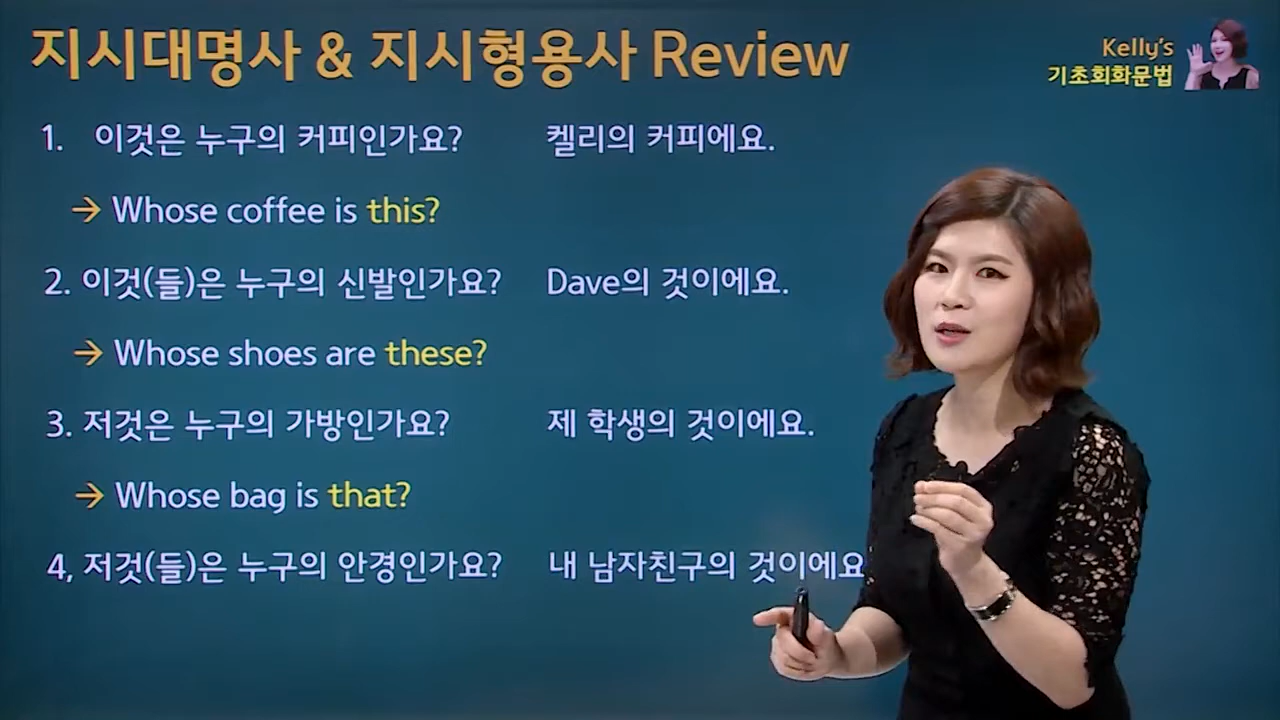 지시대명사 & 지시형용사 Review
Kelly's
기초회화문법
1. 이것은 누구의 커피인가요? 켈리의 커피에요.
→ Whose coffee is this?
2. 이것(들)은 누구의 신발인가요? Dave의 것이에요.
→ Whose shoes are these?
3. 저것은 누구의 가방인가요? 제 학생의 것이에요.
→ Whose bag is that?
4, 저것(들)은 누구의 안경인가요? 내 남자친구의 것이에요